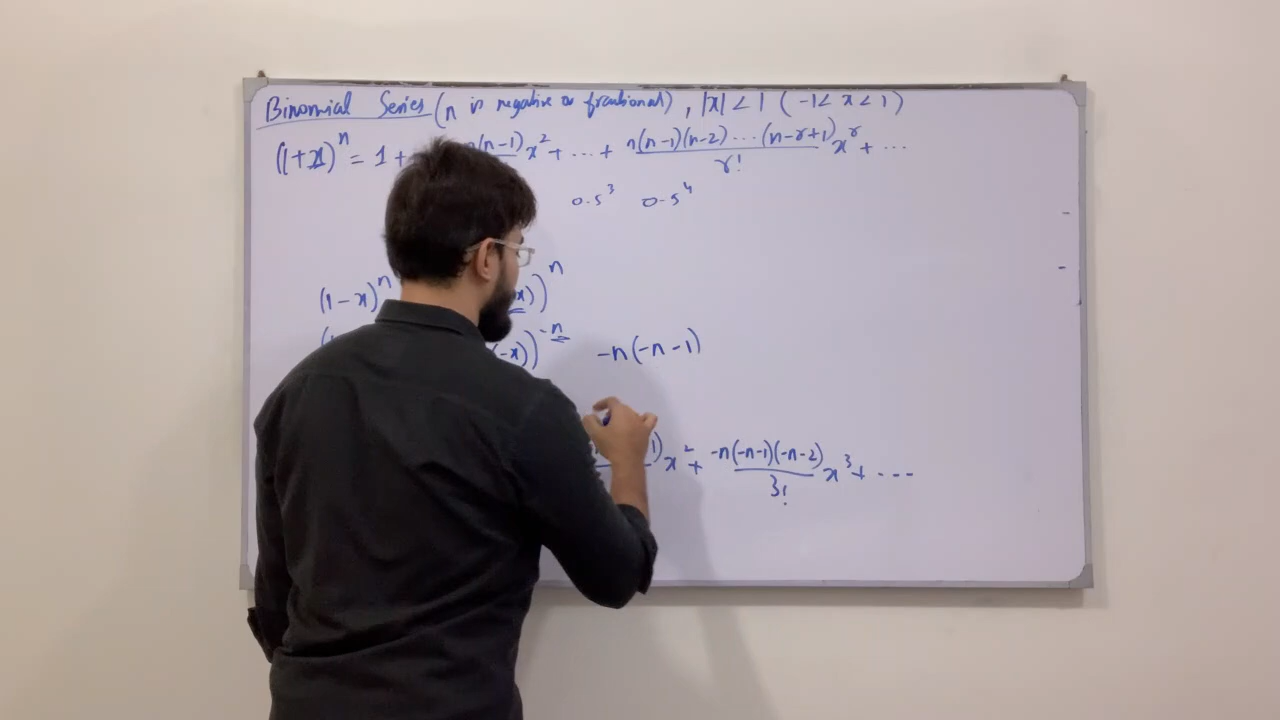 Binomial Series (n is negative or fractional), |x| < 1 (-1 < x < 1)
(1+x)^n = 1 + n(n-1) x^2 + ... + n(n-1)(n-2)...(n-r+1)/r! x^r + ...
0.5^3 0.5^4
(1-x)^n x))^n
(-x))^-n -n(-n-1)
1) x^2 + -n(-n-1)(-n-2)/3! x^3 + ---